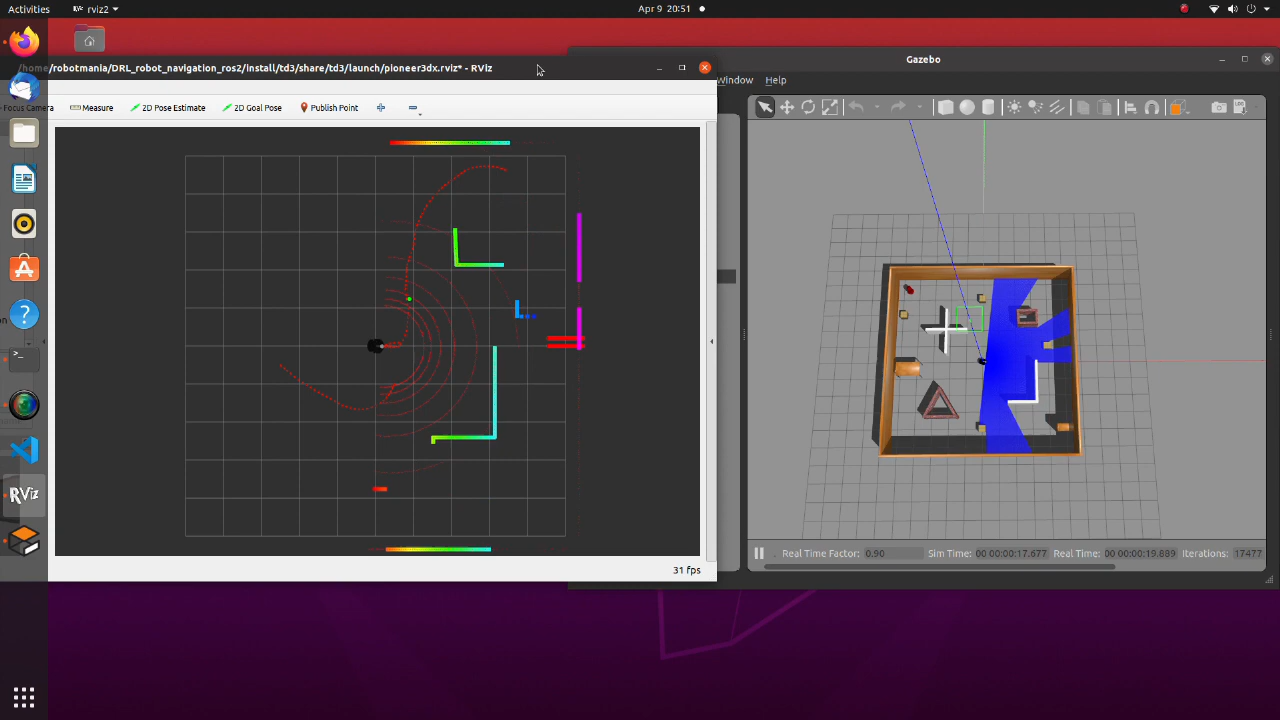 Activities
rviz2
Apr 9 20:51
/home/robotmania/DRL_robot_navigation_ros2/install/td3/share/td3/launch/pioneer3dx.rviz* - RViz
Gazebo
Window
Help
Focus Camera
Measure
2D Pose Estimate
2D Goal Pose
Publish Point
RViz
31 fps
Real Time Factor: 0.90
Sim Time: 00 00:00:17.677
Real Time: 00 00:00:19.889
Iterations: 17477